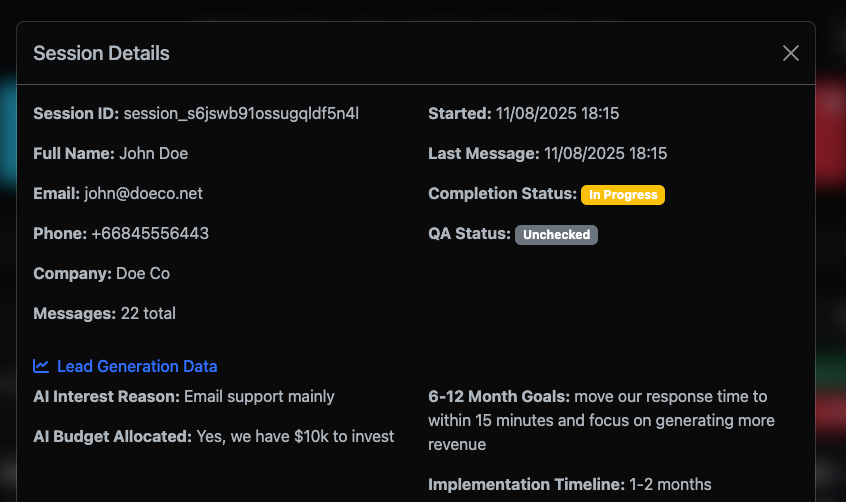 Session Details
Session ID: session_s6jswb91ossugqldf5n4l
Started: 11/08/2025 18:15
Full Name: John Doe
Last Message: 11/08/2025 18:15
Email: john@doeco.net
Completion Status: In Progress
Phone: +66845556443
QA Status: Unchecked
Company: Doe Co
Messages: 22 total
Lead Generation Data
AI Interest Reason: Email support mainly
AI Budget Allocated: Yes, we have $10k to invest
6-12 Month Goals: move our response time to
within 15 minutes and focus on generating more
revenue
Implementation Timeline: 1-2 months